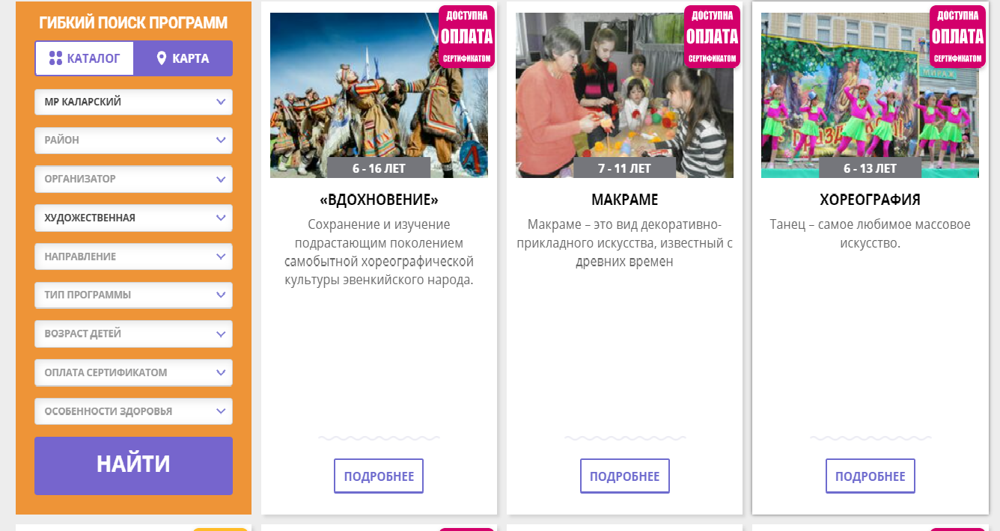 ГИБКИЙ ПОИСК ПРОГРАММ
КАТАЛОГ
КАРТА
МР КАЛАРСКИЙ
РАЙОН
ОРГАНИЗАТОР
ХУДОЖЕСТВЕННАЯ
НАПРАВЛЕНИЕ
ТИП ПРОГРАММЫ
ВОЗРАСТ ДЕТЕЙ
ОПЛАТА СЕРТИФИКАТОМ
ОСОБЕННОСТИ ЗДОРОВЬЯ
НАЙТИ
ДОСТУПНА
ОПЛАТА
СЕРТИФИКАТОМ
6 - 16 ЛЕТ
«ВДОХНОВЕНИЕ»
Сохранение и изучение
подрастающим поколением
самобытной хореографической
культуры эвенкийского народа.
ПОДРОБНЕЕ
ДОСТУПНА
ОПЛАТА
СЕРТИФИКАТОМ
7 - 11 ЛЕТ
МАКРАМЕ
Макраме – это вид декоративно-
прикладного искусства, известный с
древних времен
ПОДРОБНЕЕ
ДОСТУПНА
ОПЛАТА
СЕРТИФИКАТОМ
МИРАЖ
6 - 13 ЛЕТ
ХОРЕОГРАФИЯ
Танец – самое любимое массовое
искусство.
ПОДРОБНЕЕ